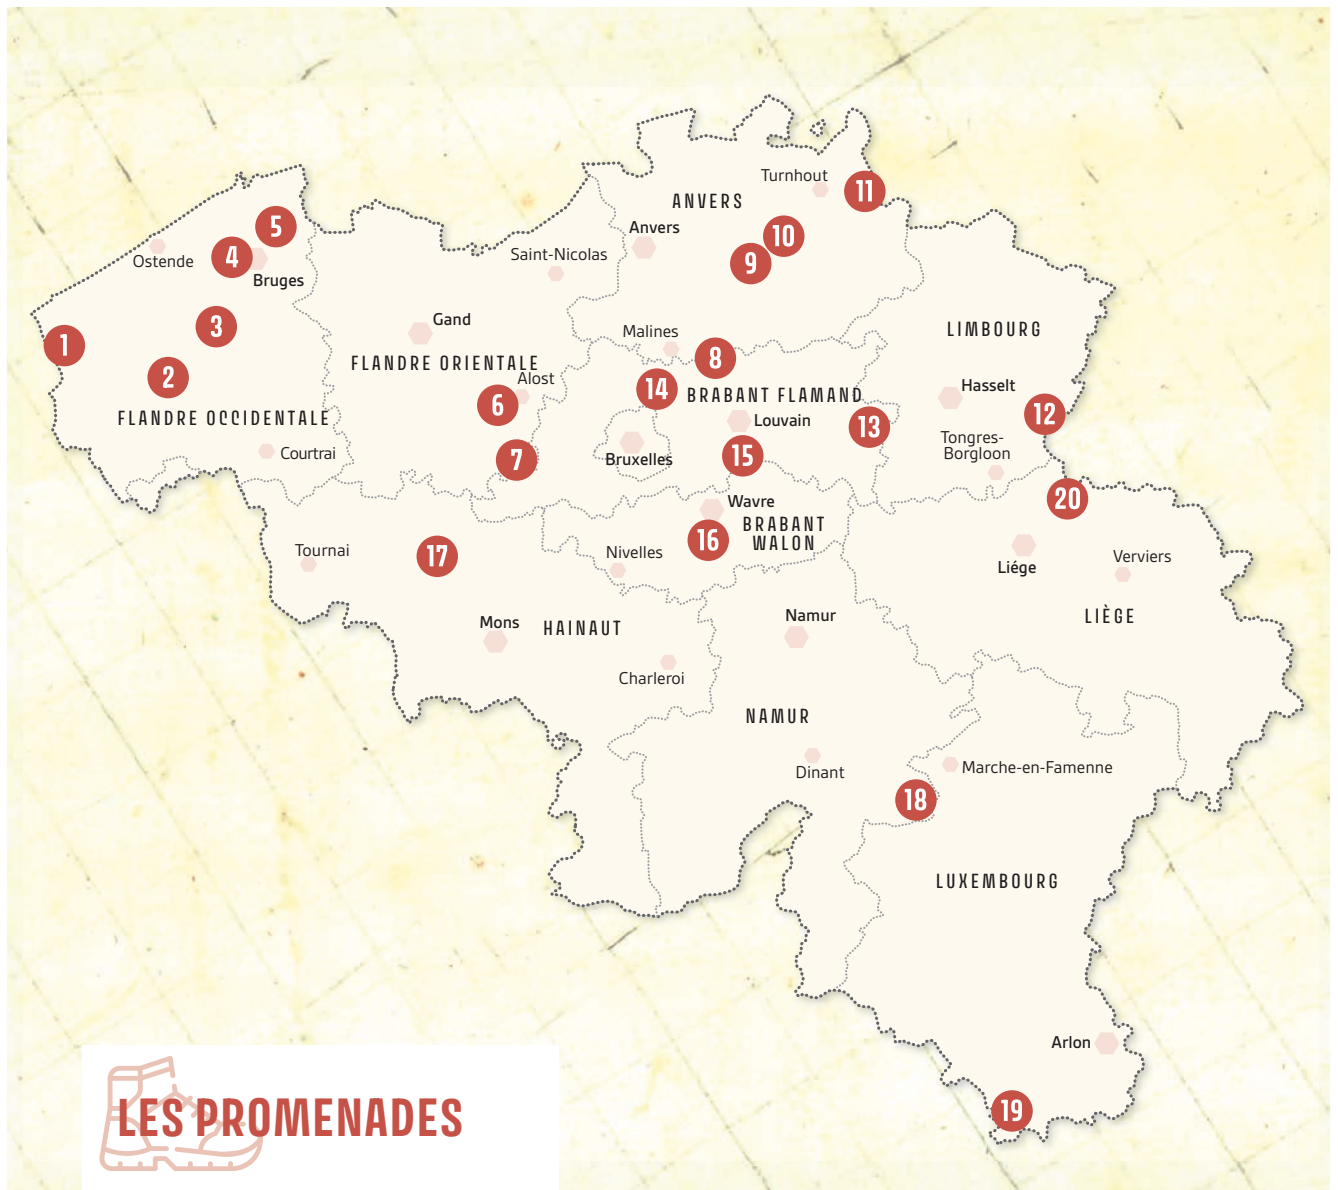 Turnhout
11
ANVERS
5
Anvers
10
4
Saint-Nicolas
Ostende
9
Bruges
Gand
3
LIMBOURG
Malines
1
8
FLANDRE ORIENTALE
2
Alost
14
BRABANT FLAMAND
Hasselt
6
12
FLANDRE OCCIDENTALE
Louvain
13
Tongres-
Borgloon
Courtrai
7
Bruxelles
15
20
Wavre
BRABANT
WALON
16
Tournai
17
Nivelles
Liége
Verviers
Mons
HAINAUT
Namur
LIÈGE
Charleroi
NAMUR
Dinant
Marche-en-Famenne
18
LUXEMBOURG
Arlon
19
LES PROMENADES